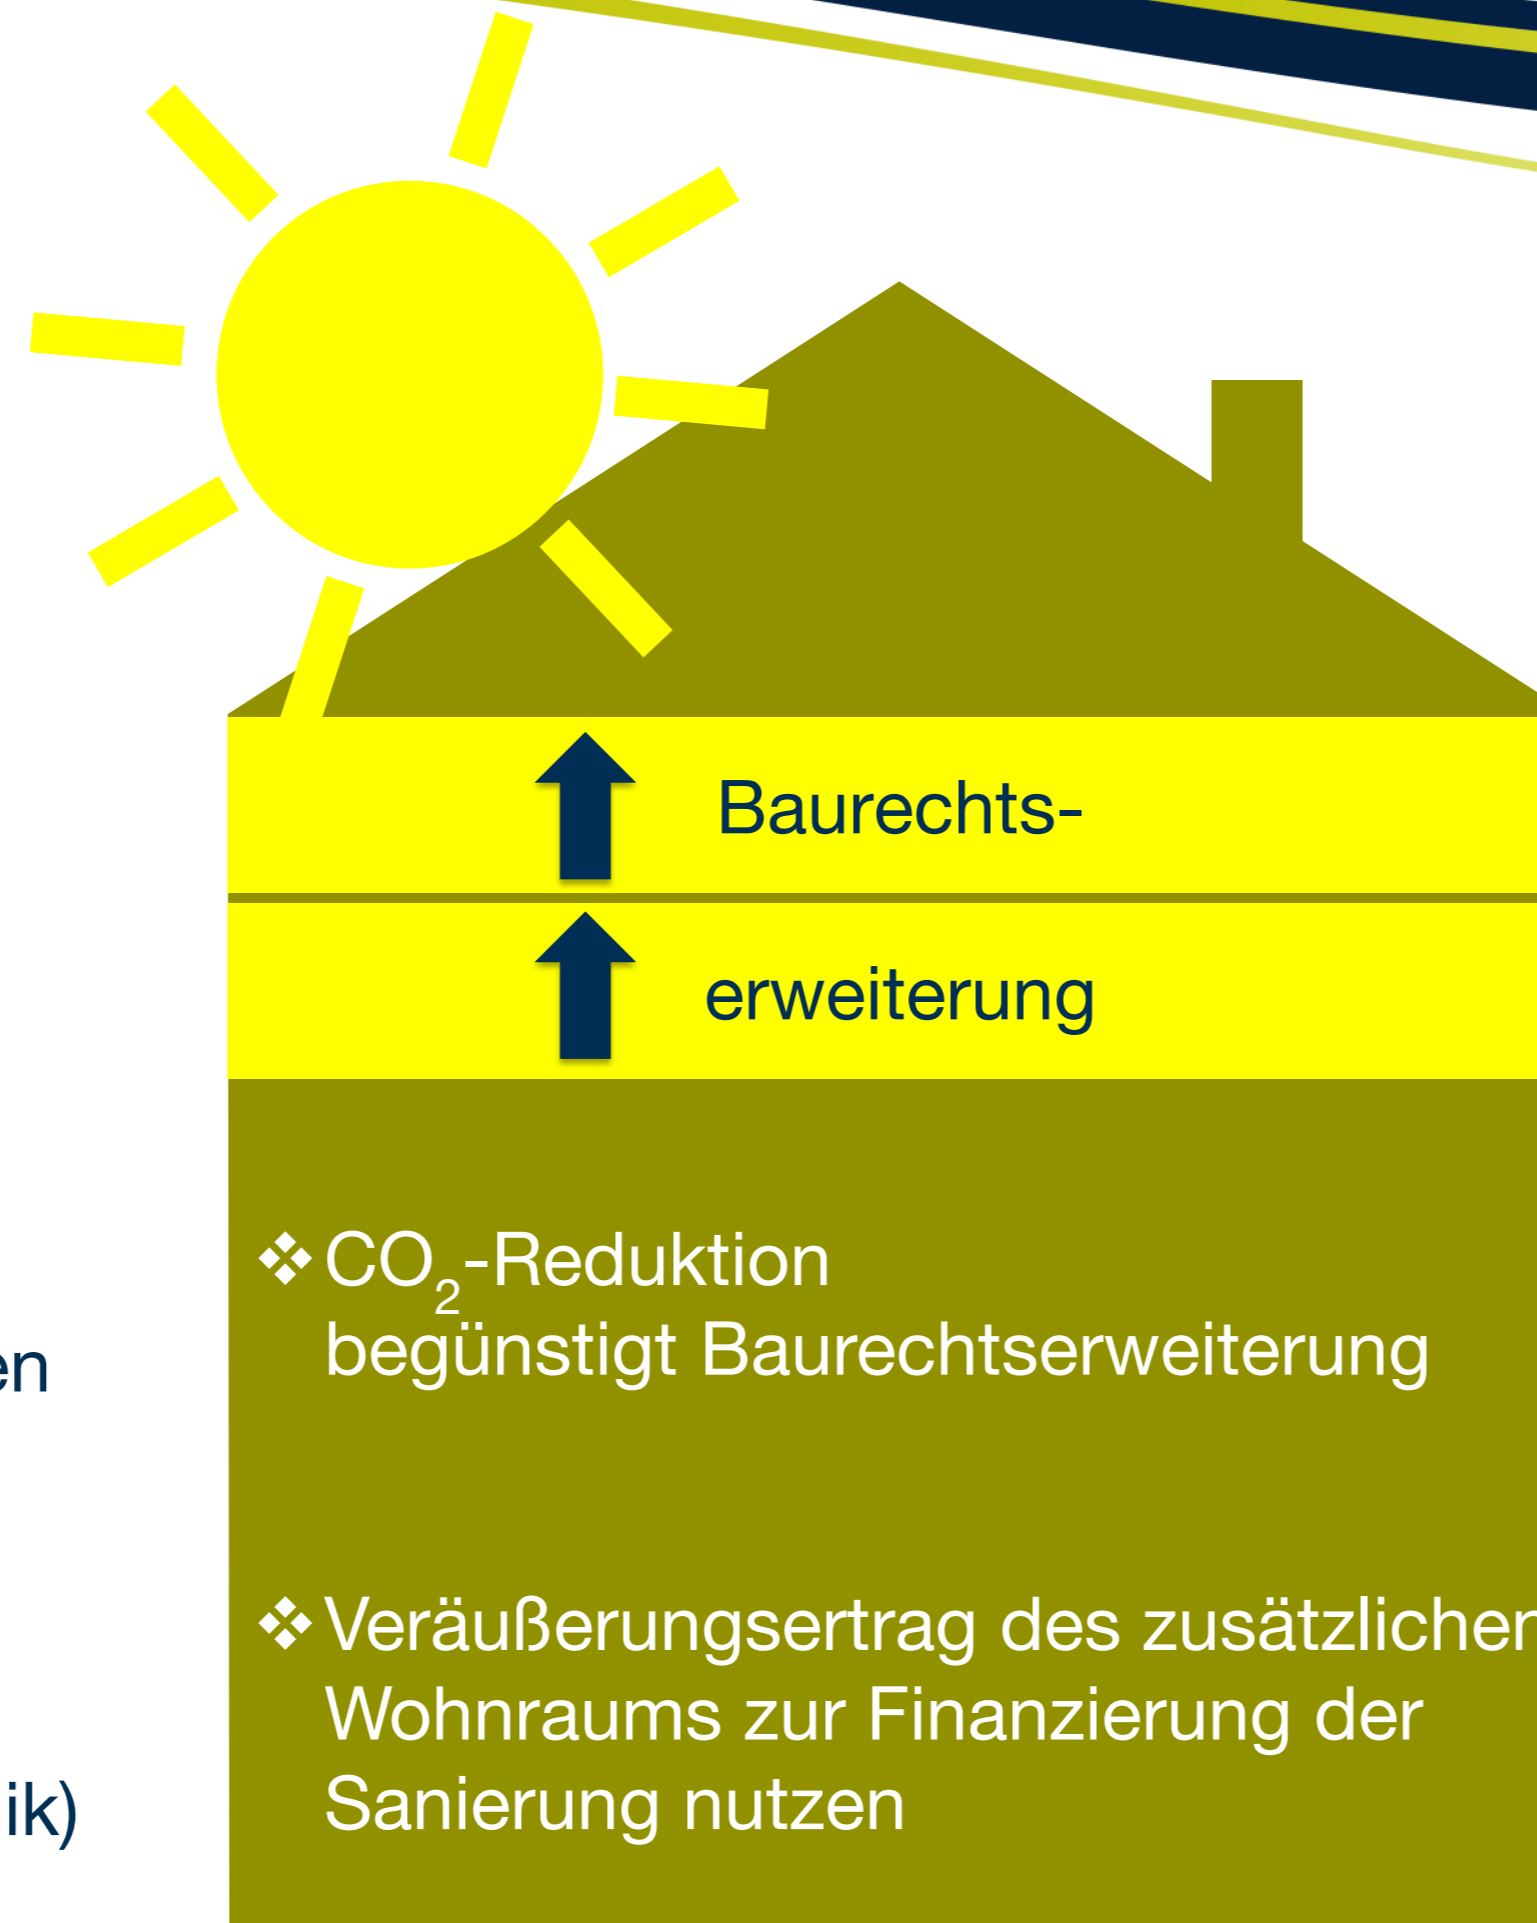 Baurechts-
erweiterung
CO₂-Reduktion
begünstigt Baurechtserweiterung
en
Veräußerungsertrag des zusätzlichen
Wohnraums zur Finanzierung der
Sanierung nutzen
ik)